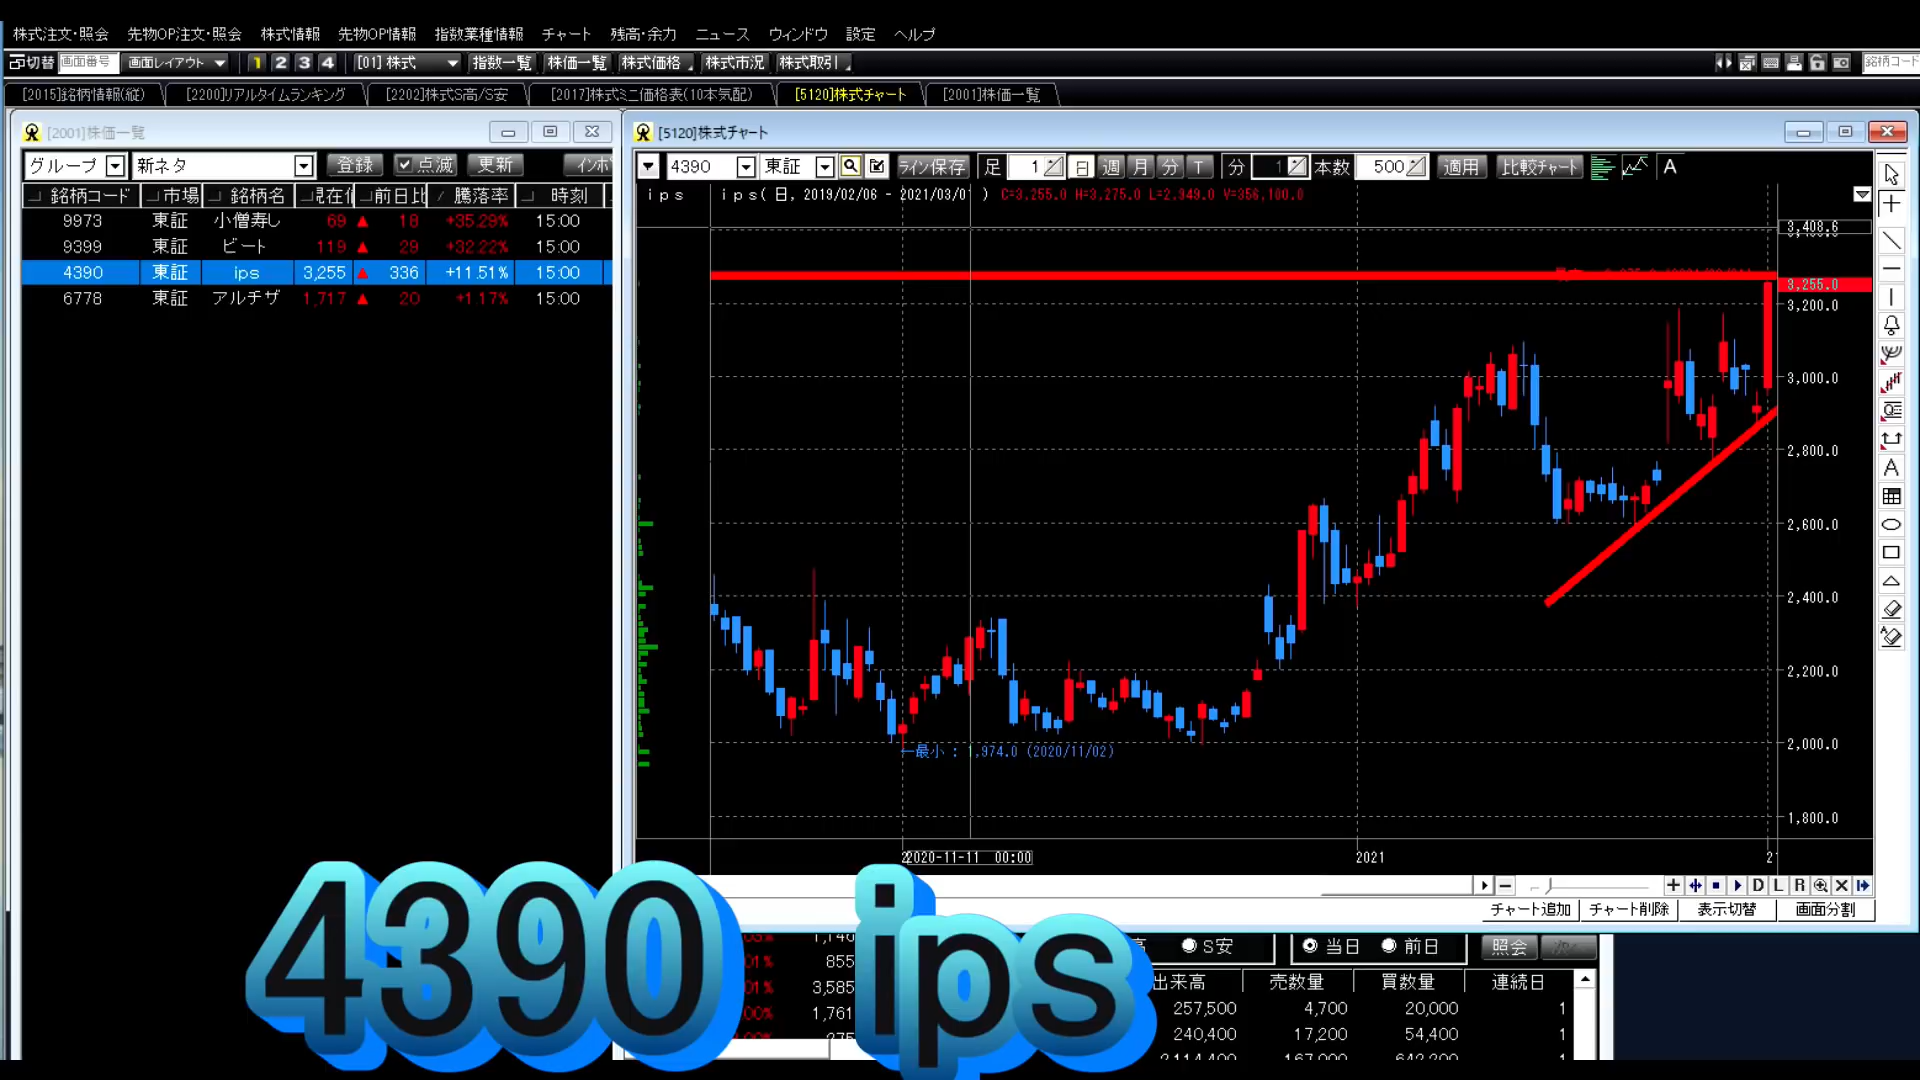 株式注文・照会 先物OP注文・照会 株式情報 先物OP情報 指数業種情報 チャート 残高・余力 ニュース ウィンドウ 設定 ヘルプ
切替 画面番号 画面レイアウト 1 2 3 4 [01] 株式 指数一覧 株価一覧 株式価格 株式市況 株式取引 銘柄コード
[2015]銘柄情報(縦) [2200]リアルタイムランキング [2202]株式S高/S安 [2017]株式ミニ価格表(10本気配) [5120]株式チャート [2001]株価一覧
[2001]株価一覧
グループ 新ネタ 登録 点滅 更新
銘柄コード 市場 銘柄名 現在値 前日比 騰落率 時刻
9973 東証 小僧寿し 69 ▲ 18 +35.29% 15:00
9399 東証 ビート 119 ▲ 29 +32.22% 15:00
4390 東証 ips 3,255 ▲ 336 +11.51% 15:00
6778 東証 アルチザ 1,717 ▲ 20 +1.17% 15:00
[5120]株式チャート
4390 東証 ライン保存 足 1 日 週 月 分 T 分 1 本数 500 適用 比較チャート A
ips ips(日, 2019/02/06 - 2021/03/01 ) C=3,255.0 H=3,275.0 L=2,949.0 V=356,100.0
3,408.6
3,255.0
3,200.0
3,000.0
2,800.0
2,600.0
2,400.0
2,200.0
2,000.0
1,800.0
←最小 : 1,974.0 (2020/11/02)
2020-11-11 00:00
2021
D L R
チャート追加 チャート削除 表示切替 画面分割
4390 ips
S安 当日 前日 照会
出来高 売数量 買数量 連続日
855 257,500 4,700 20,000 1
3,585 240,400 17,200 54,400 1
1,761